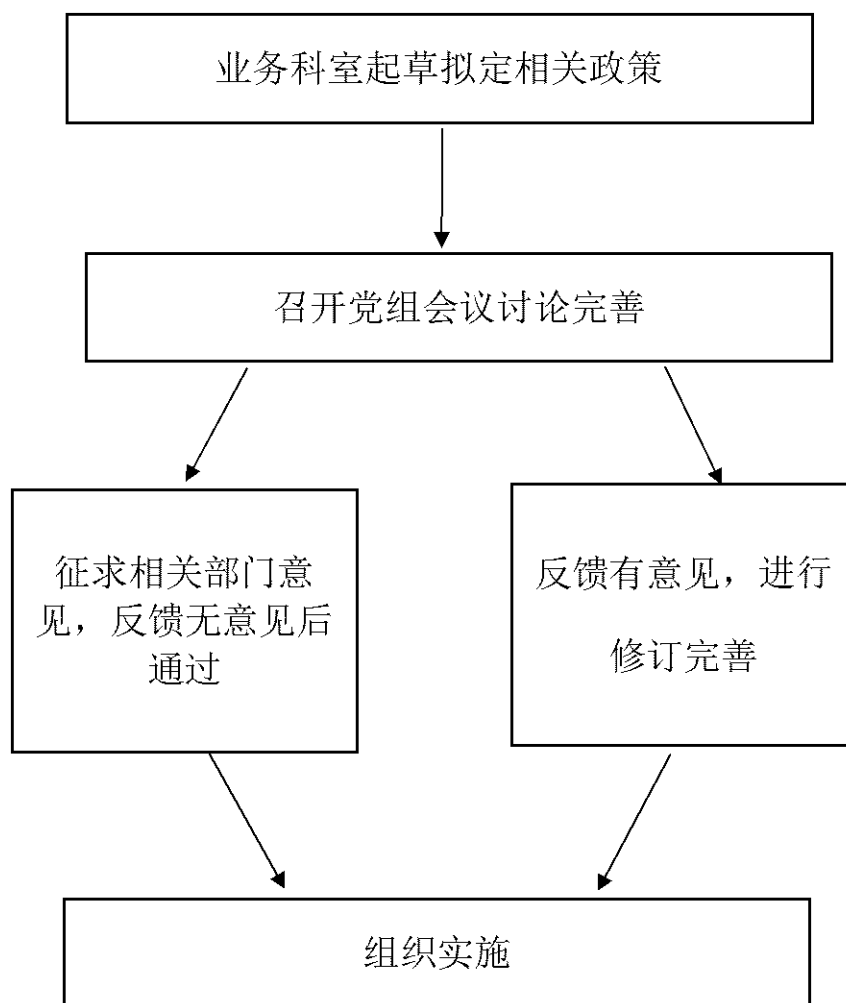 业务科室起草拟定相关政策
召开党组会议讨论完善
征求相关部门意
见，反馈无意见后
通过
反馈有意见，进行
修订完善
组织实施